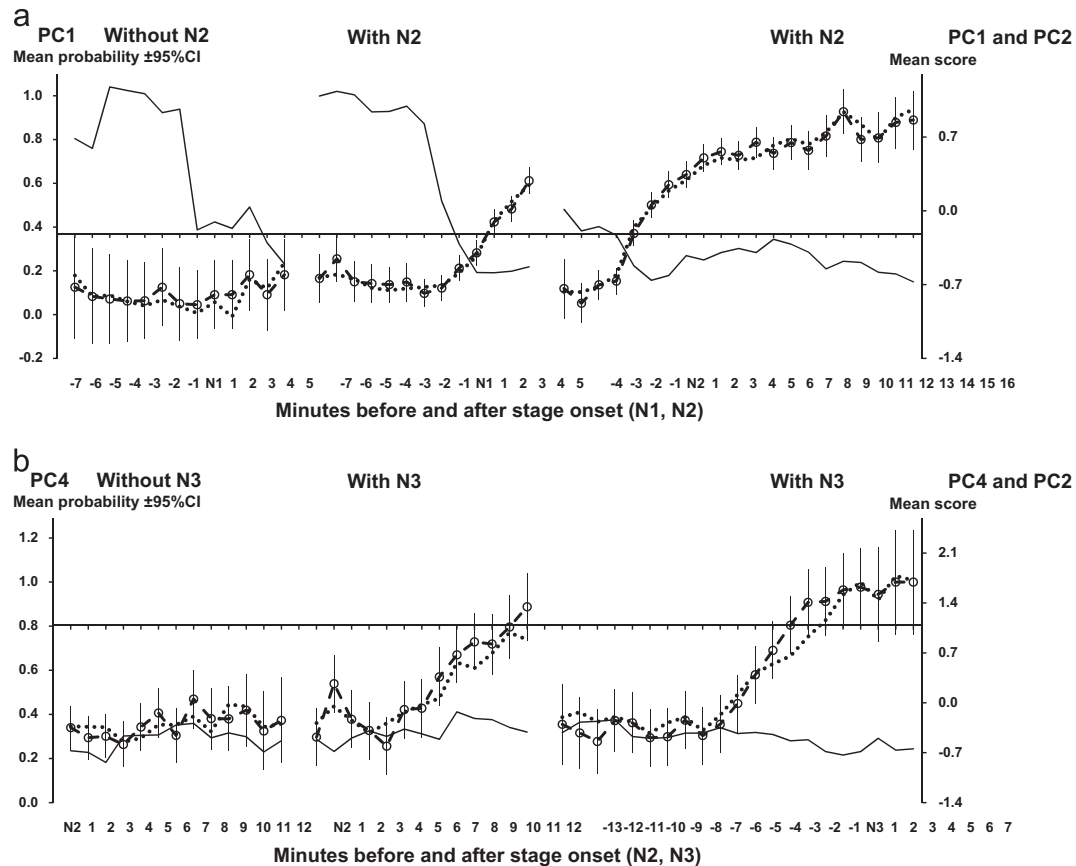 a
PC1 Without N2 With N2 With N2 PC1 and PC2
Mean probability ±95%CI Mean score
1.0
0.8
0.6
0.4
0.2
0.0
-0.2
0.7
0.0
-0.7
-1.4
-7 -6 -5 -4 -3 -2 -1 N1 1 2 3 4 5 -7 -6 -5 -4 -3 -2 -1 N1 1 2 3 4 5 -4 -3 -2 -1 N2 1 2 3 4 5 6 7 8 9 10 11 12 13 14 15 16
Minutes before and after stage onset (N1, N2)
b
PC4 Without N3 With N3 With N3 PC4 and PC2
Mean probability ±95%CI Mean score
1.2
1.0
0.8
0.6
0.4
0.2
0.0
2.1
1.4
0.7
0.0
-0.7
-1.4
N2 1 2 3 4 5 6 7 8 9 10 11 12 N2 1 2 3 4 5 6 7 8 9 10 11 12 -13 -12 -11 -10 -9 -8 -7 -6 -5 -4 -3 -2 -1 N3 1 2 3 4 5 6 7
Minutes before and after stage onset (N2, N3)